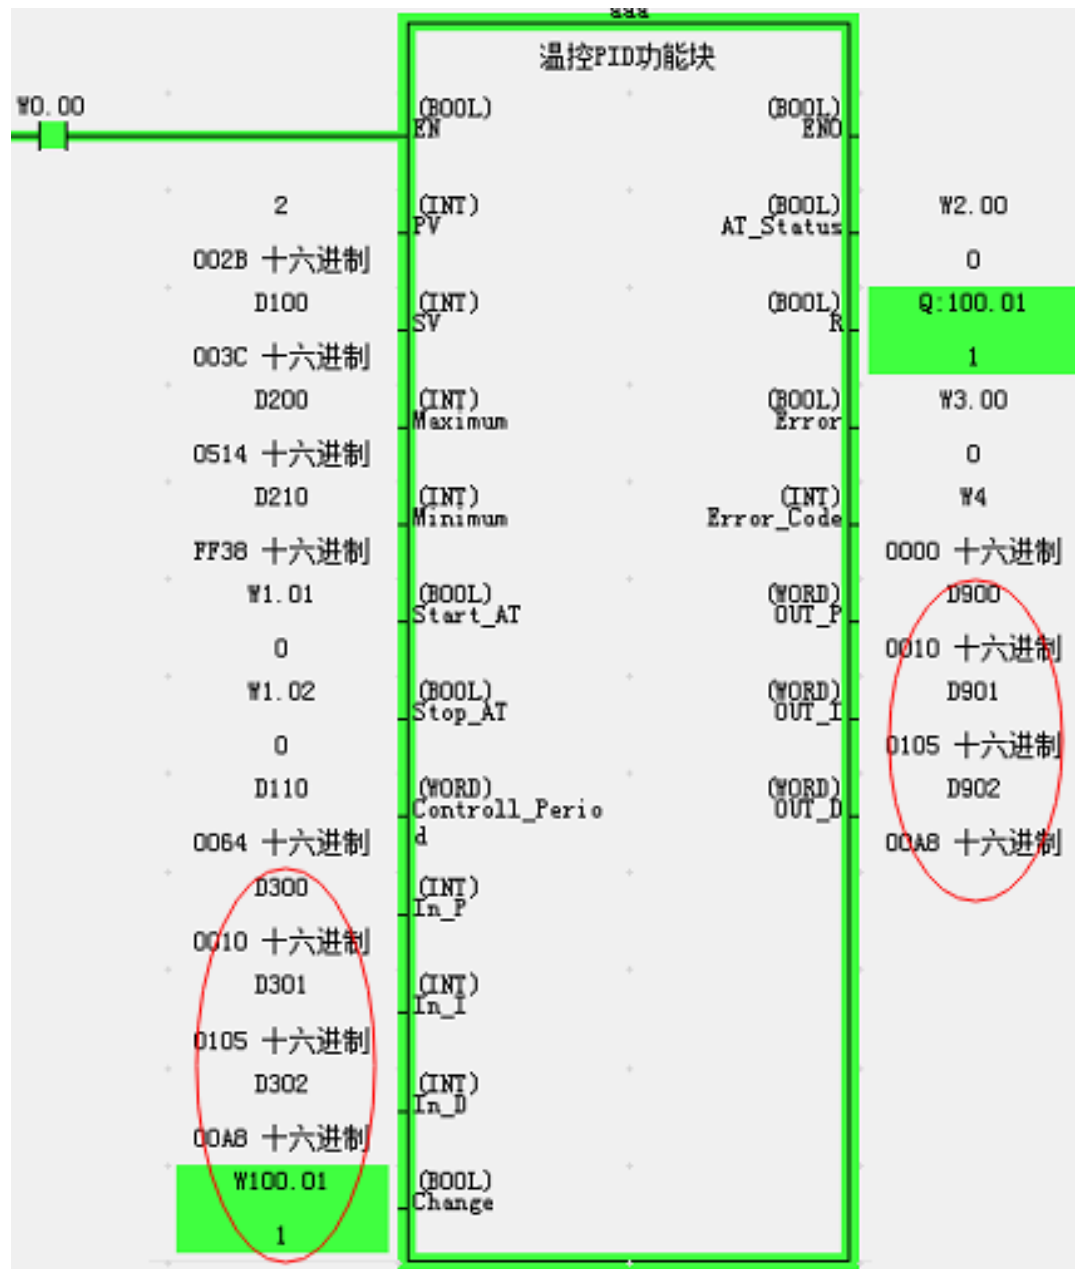 aaa
温控PID功能块
W0.00
(BOOL)
EN
(BOOL)
ENO
2
(INT)
PV
(BOOL)
AT_Status
W2.00
002B 十六进制
0
D100
(INT)
SV
(BOOL)
R
Q:100.01
003C 十六进制
1
D200
(INT)
Maximum
(BOOL)
Error
W3.00
0514 十六进制
0
D210
(INT)
Minimum
(INT)
Error_Code
W4
FF38 十六进制
0000 十六进制
W1.01
(BOOL)
Start_AT
(WORD)
OUT_P
D900
0
0010 十六进制
W1.02
(BOOL)
Stop_AT
(WORD)
OUT_I
D901
0
0105 十六进制
D110
(WORD)
Controll_Perio
d
(WORD)
OUT_D
D902
0064 十六进制
00A8 十六进制
D300
(INT)
In_P
0010 十六进制
D301
(INT)
In_I
0105 十六进制
D302
(INT)
In_D
00A8 十六进制
W100.01
(BOOL)
Change
1